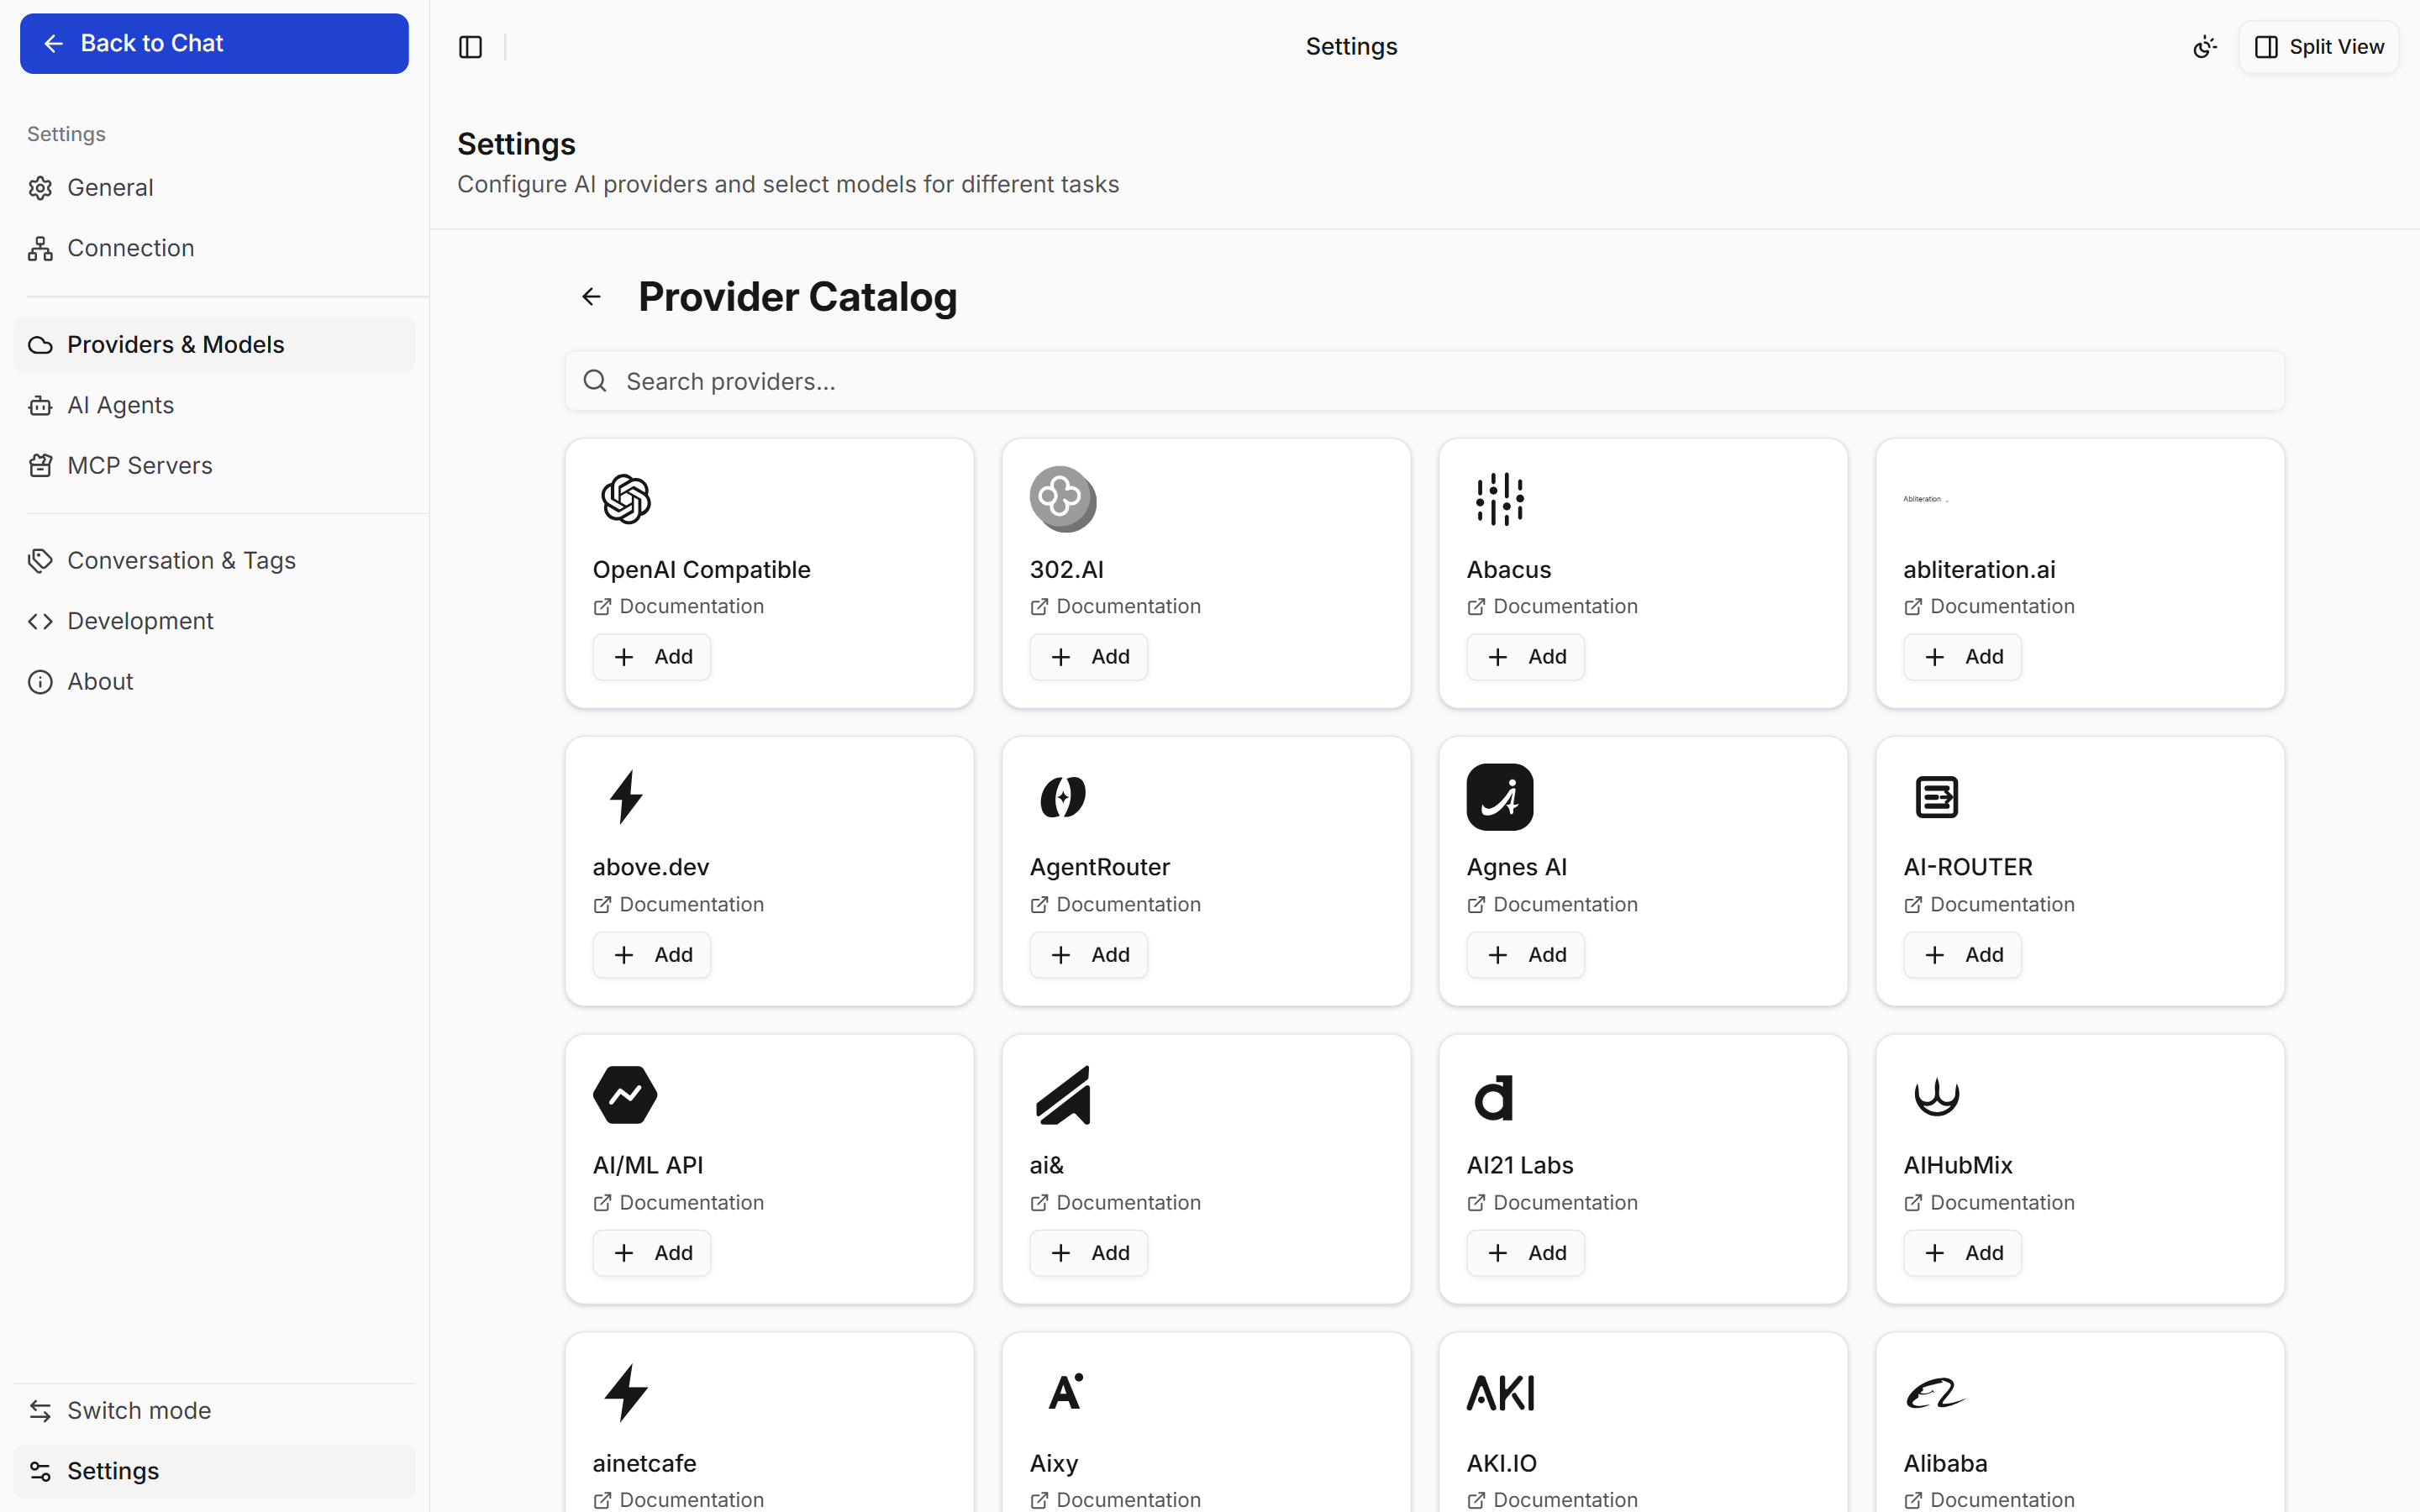 Back to Chat
Settings
General
Connection
Providers & Models
AI Agents
MCP Servers
Conversation & Tags
Development
About
Switch mode
Settings
Settings
Split View
Settings
Configure AI providers and select models for different tasks
Provider Catalog
Search providers...
OpenAI Compatible
Documentation
Add
302.AI
Documentation
Add
Abacus
Documentation
Add
Abliteration
abliteration.ai
Documentation
Add
above.dev
Documentation
Add
AgentRouter
Documentation
Add
Agnes AI
Documentation
Add
AI-ROUTER
Documentation
Add
AI/ML API
Documentation
Add
ai&
Documentation
Add
AI21 Labs
Documentation
Add
AIHubMix
Documentation
Add
ainetcafe
Documentation
Aixy
Documentation
AKI
AKI.IO
Documentation
Alibaba
Documentation